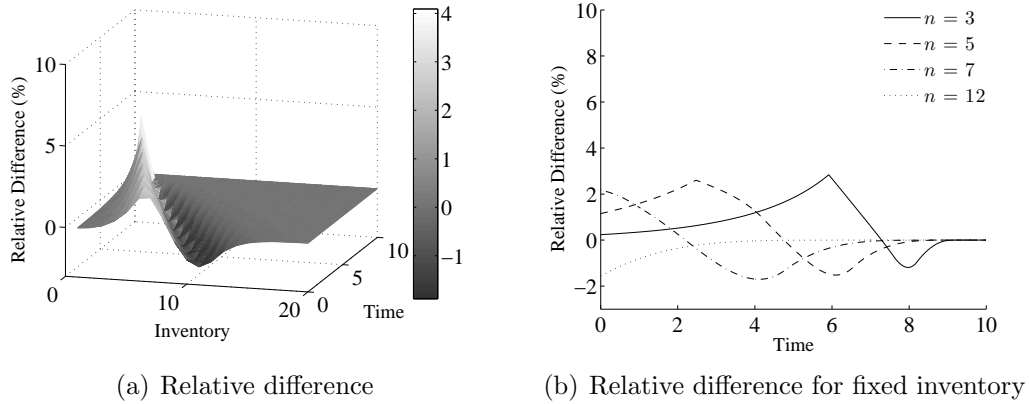 10
5
0
Relative Difference (%)
0
10
20
Inventory
0
5
10
Time
4
3
2
1
0
−1
(a) Relative difference
10
8
6
4
2
0
−2
Relative Difference (%)
0
2
4
6
8
10
Time
n = 3
n = 5
n = 7
n = 12
(b) Relative difference for fixed inventory